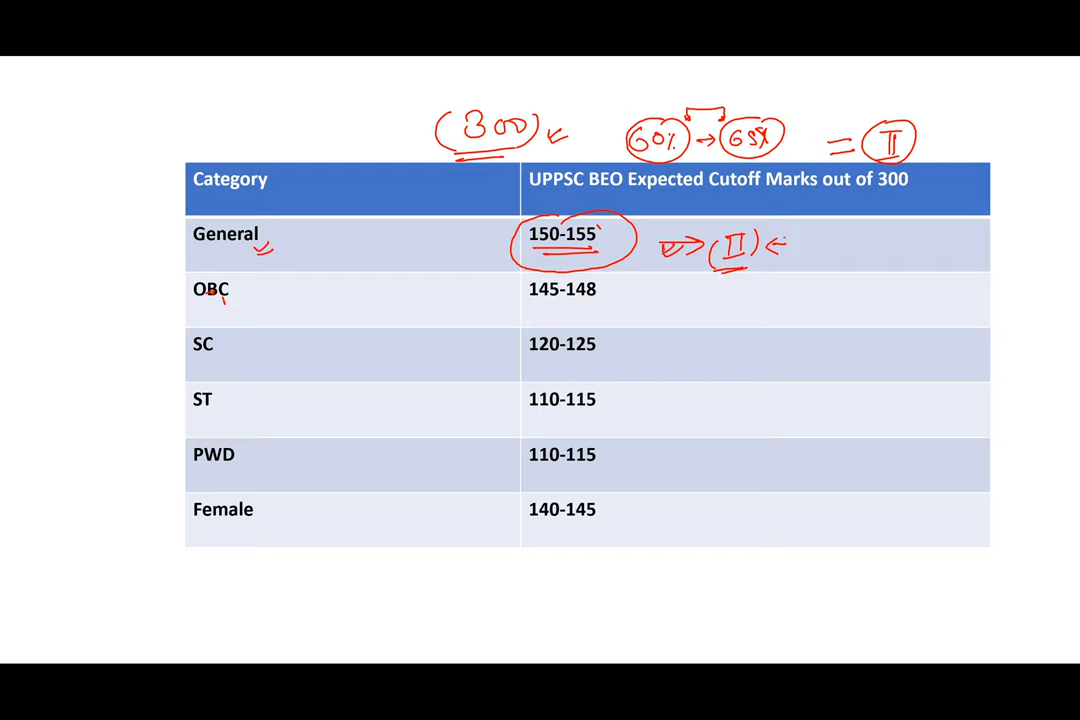 (300) 60% ↔ 65% = II
Category UPPSC BEO Expected Cutoff Marks out of 300
General 150-155 (II)
OBC 145-148
SC 120-125
ST 110-115
PWD 110-115
Female 140-145